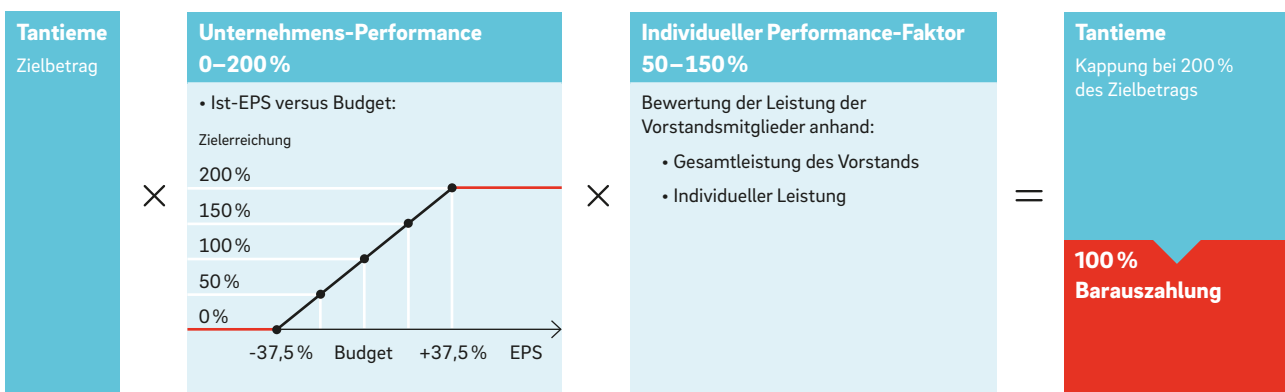 Tantieme
Zielbetrag
×
Unternehmens-Performance
0–200 %
• Ist-EPS versus Budget:
Zielerreichung
200 %
150 %
100 %
50 %
0 %
-37,5 %
Budget
+37,5 %
EPS
×
Individueller Performance-Faktor
50–150 %
Bewertung der Leistung der
Vorstandsmitglieder anhand:
• Gesamtleistung des Vorstands
• Individueller Leistung
=
Tantieme
Kappung bei 200 %
des Zielbetrags
100 %
Barauszahlung